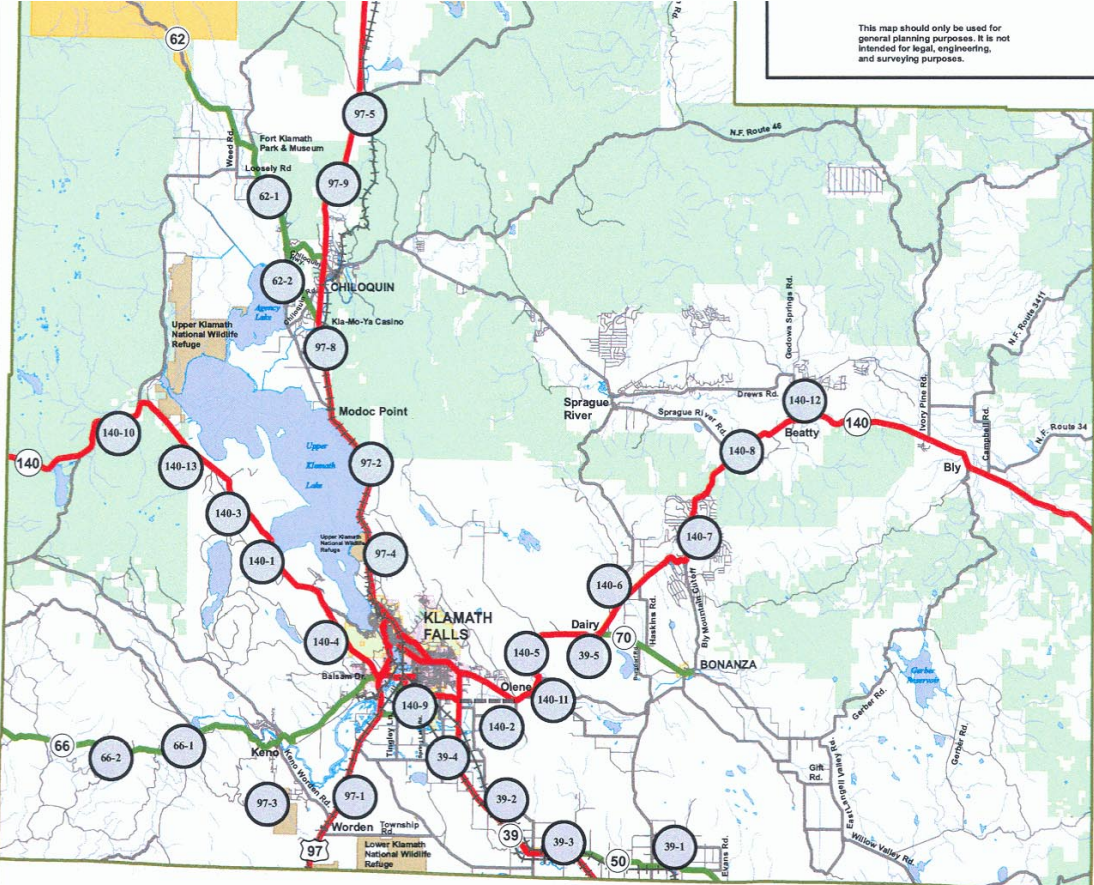 This map should only be used for
general planning purposes. It is not
intended for legal, engineering,
and surveying purposes.
62
97-5
N.F. Route 46
Weed Rd.
Fort Klamath
Park & Museum
Loosely Rd
62-1
97-9
Chiloquin
Hwy.
62-2
CHILOQUIN
Agency
Lake
Kla-Mo-Ya Casino
Upper Klamath
National Wildlife
Refuge
97-8
Godowa Springs Rd.
N.F. Route 3411
Modoc Point
Sprague
River
Drews Rd.
Sprague River Rd.
140-12
Beatty
140
Ivory Pine Rd.
Campbell Rd.
N.F. Route 34
Bly
140-10
140
140-13
Upper
Klamath
Lake
97-2
140-8
140-3
140-7
Upper Klamath
National Wildlife
Refuge
97-4
140-1
140-6
Bly Mountain Cutoff
Haskins Rd.
KLAMATH
FALLS
Dairy
70
140-4
140-5
39-5
BONANZA
Balsam Dr.
Olene
140-11
Gerber
Reservoir
140-9
140-2
Tingley Ln.
Gerber Rd.
Gerber Rd.
66
66-2
66-1
Keno
Keno Worden Rd.
39-4
Gift
Rd.
East Langell Valley Rd.
97-3
97-1
39-2
Worden
Township
Rd.
39
39-3
50
39-1
Evans Rd.
Willow Valley Rd.
97
Lower Klamath
National Wildlife
Refuge